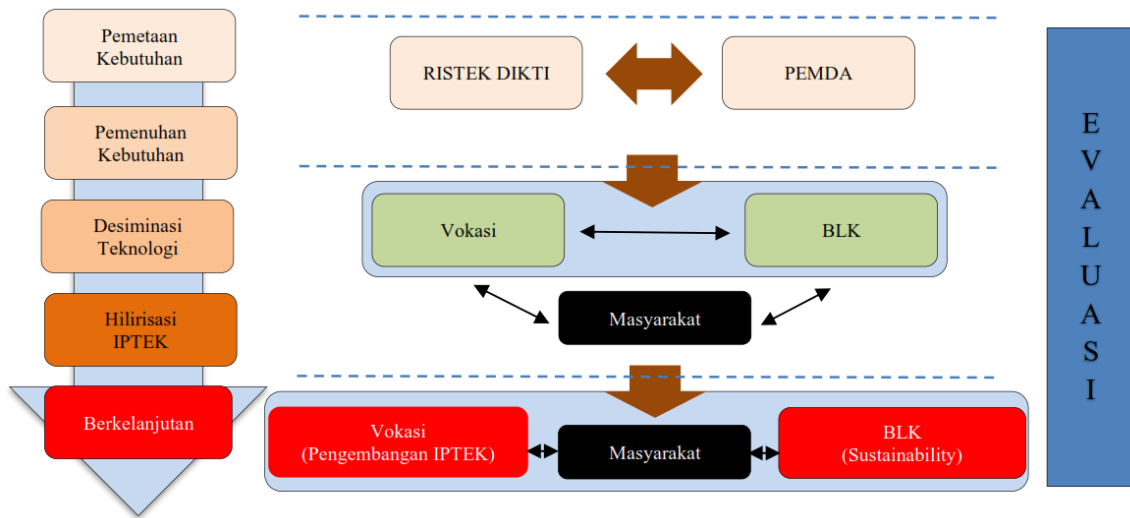 Pemetaan
Kebutuhan
Pemenuhan
Kebutuhan
Desiminasi
Teknologi
Hilirisasi
IPTEK
Berkelanjutan
RISTEK DIKTI
PEMDA
Vokasi
BLK
Masyarakat
Vokasi
(Pengembangan IPTEK)
Masyarakat
BLK
(Sustainability)
E
V
A
L
U
A
S
I